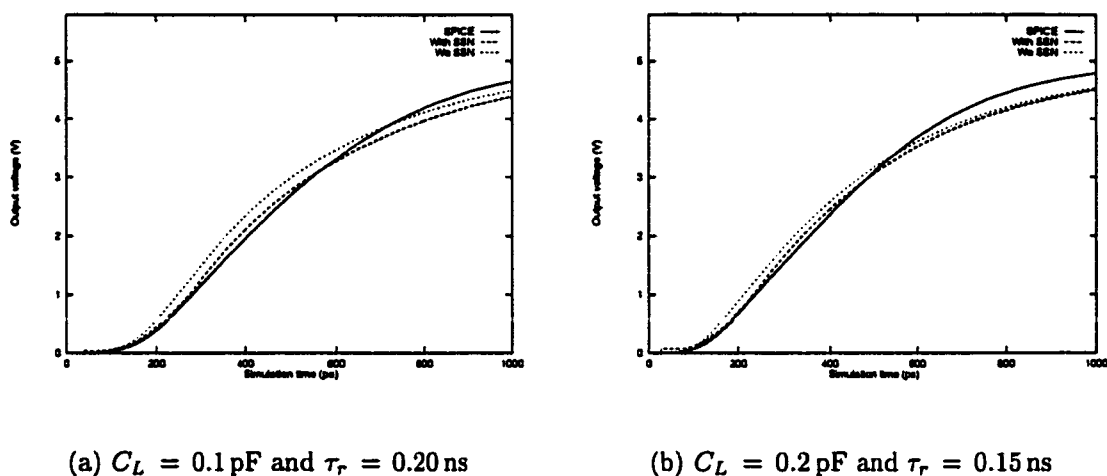 SPICE
With SSN
Wo SSN
Output voltage (V)
5
4
3
2
1
0
0
200
400
600
800
1000
Simulation time (ps)
SPICE
With SSN
Wo SSN
Output voltage (V)
5
4
3
2
1
0
0
200
400
600
800
1000
Simulation time (ps)
(a) C_L = 0.1 pF and τ_r = 0.20 ns
(b) C_L = 0.2 pF and τ_r = 0.15 ns